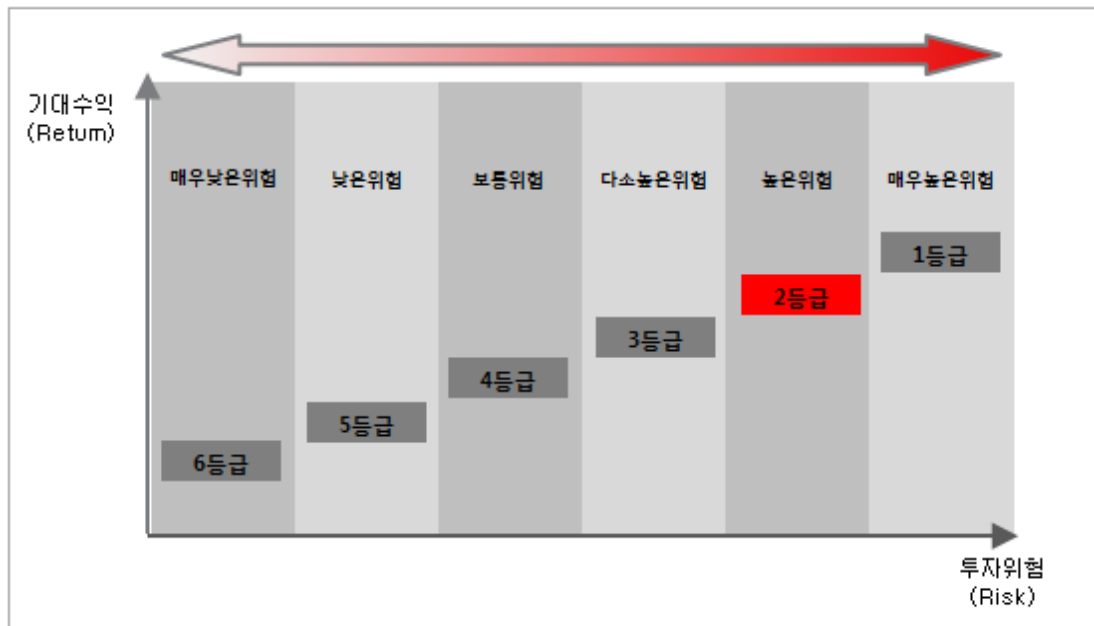 기대수익
(Retum)
매우낮은위험
낮은위험
보통위험
다소높은위험
높은위험
매우높은위험
1등급
2등급
3등급
4등급
5등급
6등급
투자위험
(Risk)